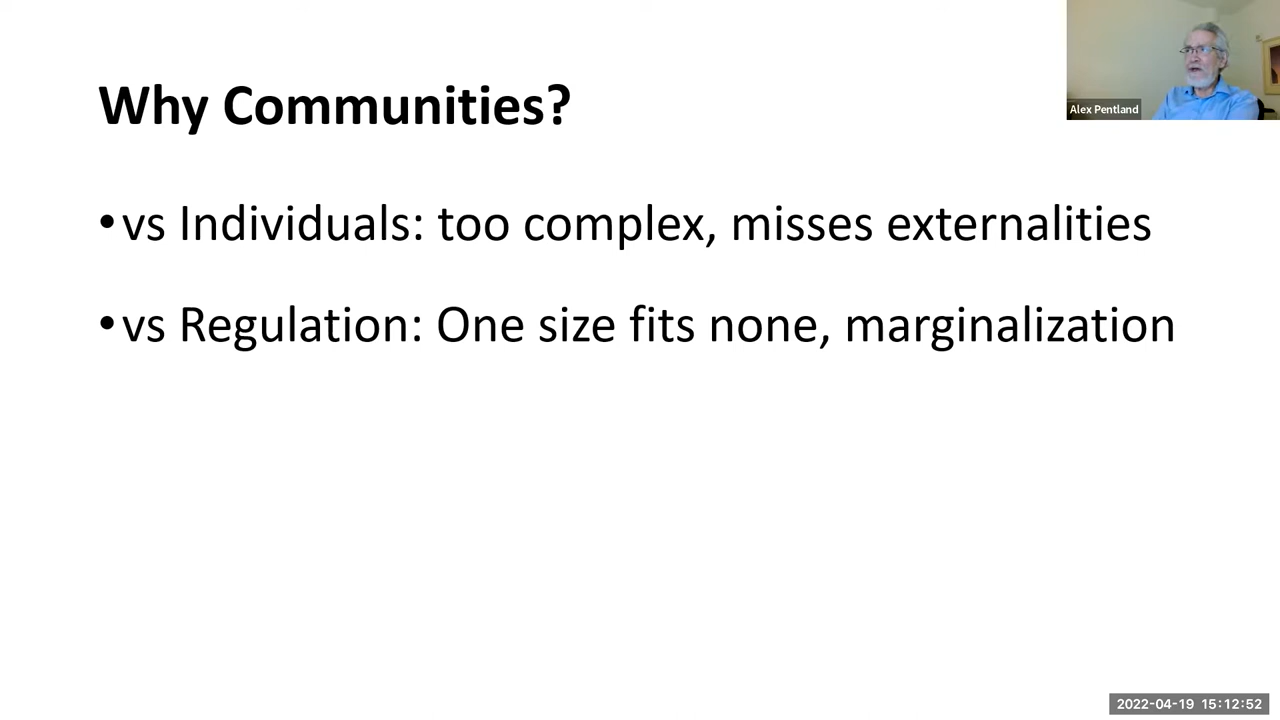 Why Communities?
Alex Pentland
•vs Individuals: too complex, misses externalities
•vs Regulation: One size fits none, marginalization
2022-04-19 15:12:52